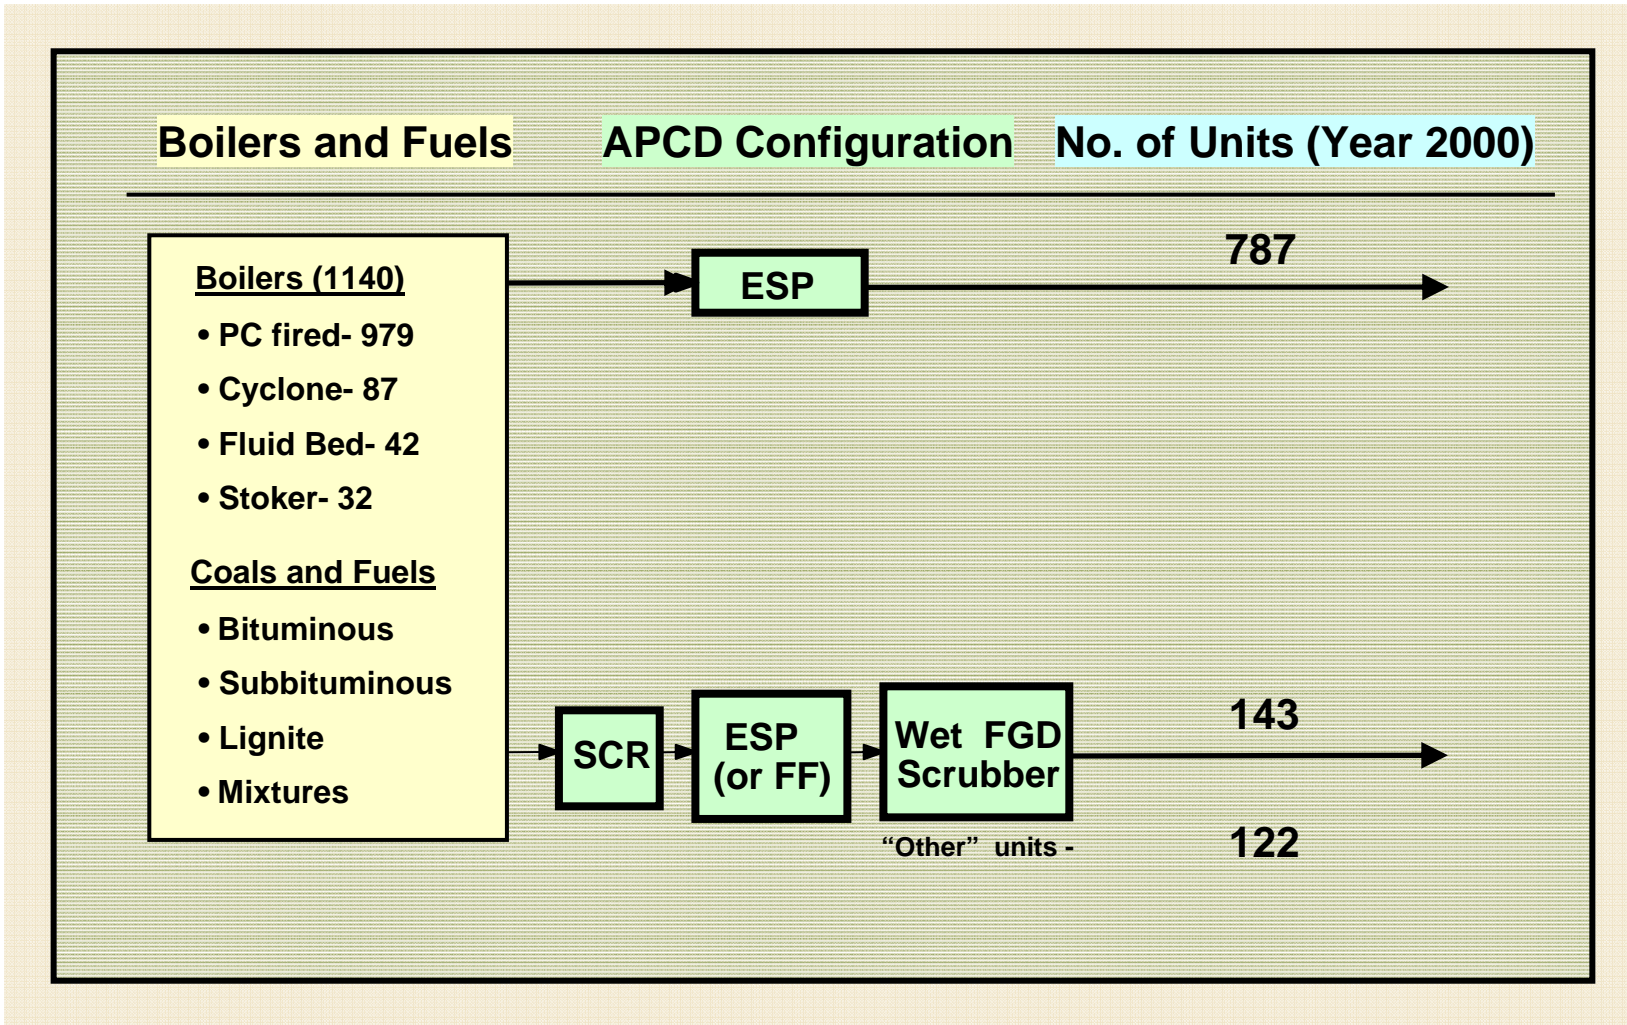 Boilers and Fuels APCD Configuration No. of Units (Year 2000)
Boilers (1140)
• PC fired- 979
• Cyclone- 87
• Fluid Bed- 42
• Stoker- 32
Coals and Fuels
• Bituminous
• Subbituminous
• Lignite
• Mixtures
ESP
787
SCR
ESP
(or FF)
Wet FGD
Scrubber
143
“Other” units -
122